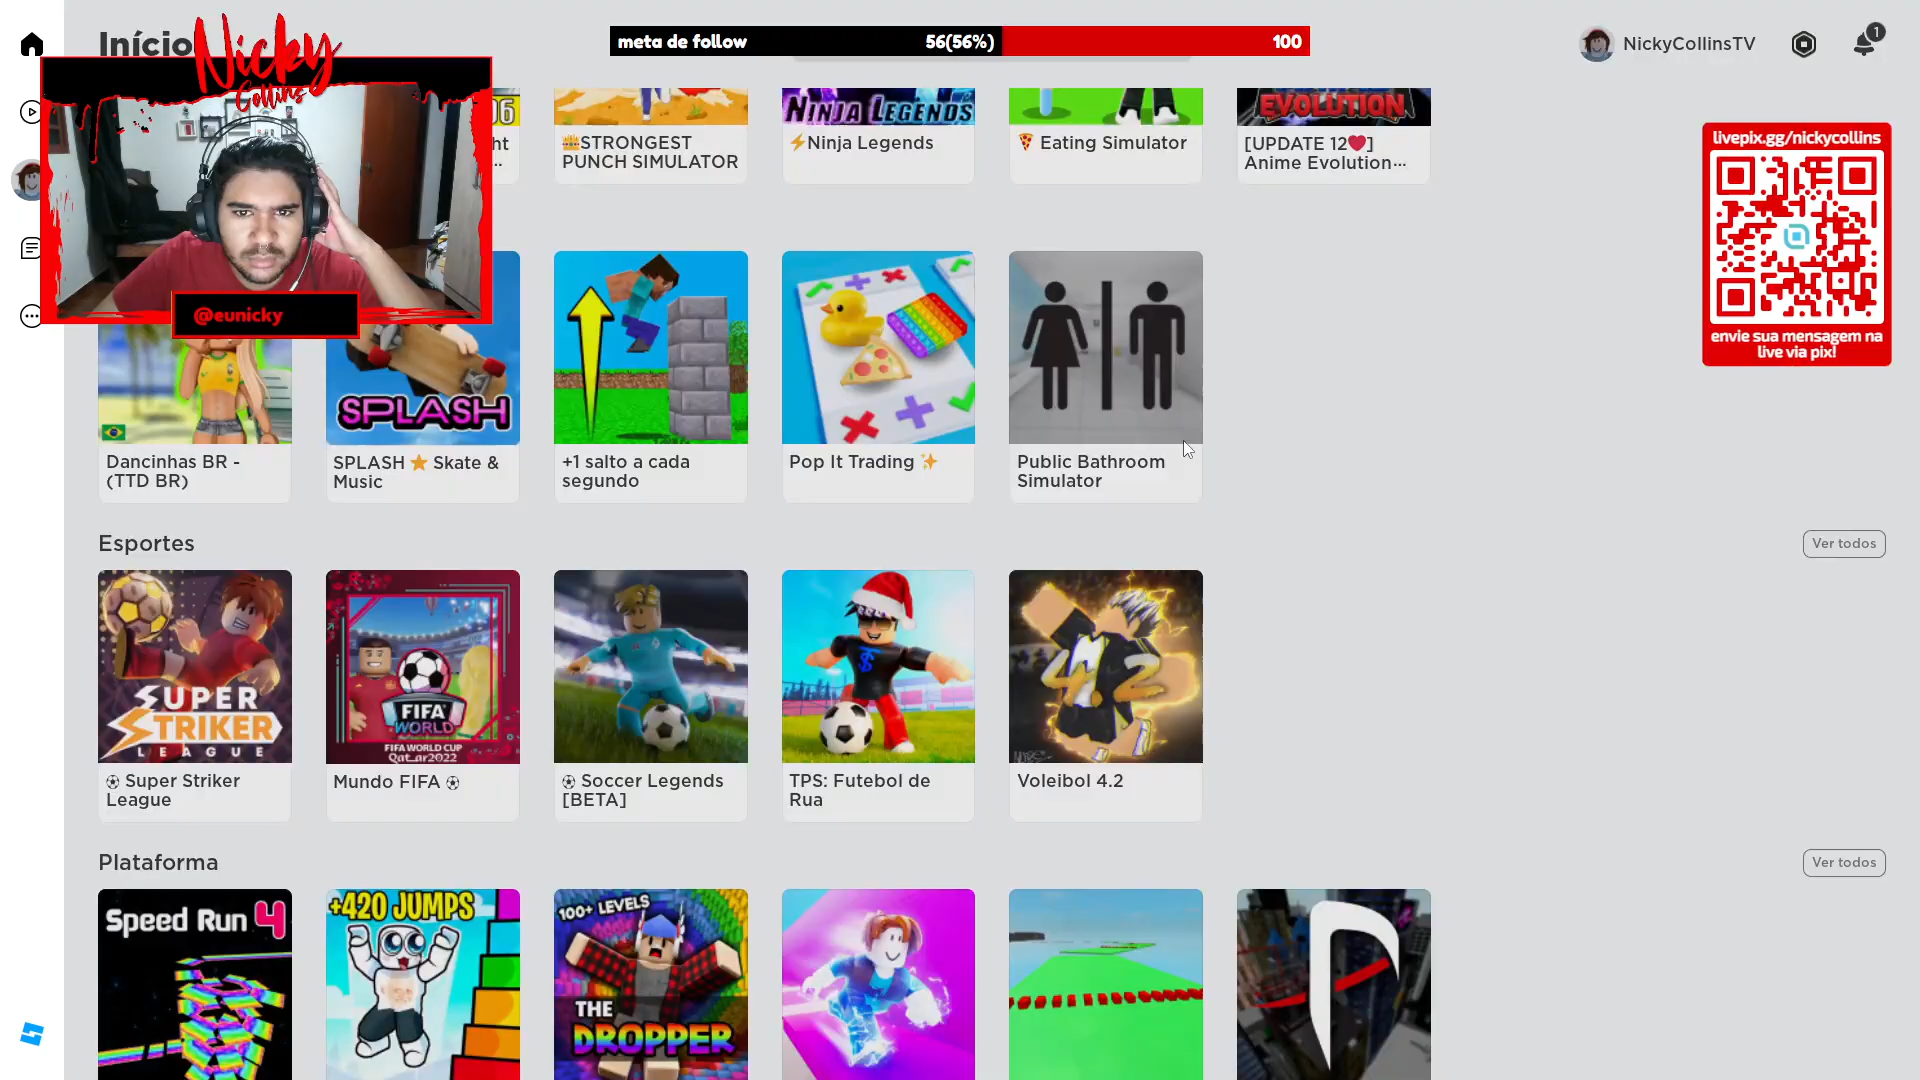 Início
Nicky
Collins
meta de follow 56(56%) 100
NickyCollinsTV
1
06
ht
...
NINJA LEGENDS
EVOLUTION
👑STRONGEST
PUNCH SIMULATOR
⚡Ninja Legends
🍕 Eating Simulator
[UPDATE 12❤️]
Anime Evolution...
livepix.gg/nickycollins
envie sua mensagem na
live via pix!
@eunicky
SPLASH
Dancinhas BR -
(TTD BR)
SPLASH ⭐ Skate &
Music
+1 salto a cada
segundo
Pop It Trading ✨
Public Bathroom
Simulator
Esportes
Ver todos
SUPER
STRIKER
LEAGUE
FIFA
WORLD
FIFA WORLD CUP
Qatar2022
4.2
⚽ Super Striker
League
Mundo FIFA ⚽
⚽ Soccer Legends
[BETA]
TPS: Futebol de
Rua
Voleibol 4.2
Plataforma
Ver todos
Speed Run 4
+420 JUMPS
100+ LEVELS
THE
DROPPER